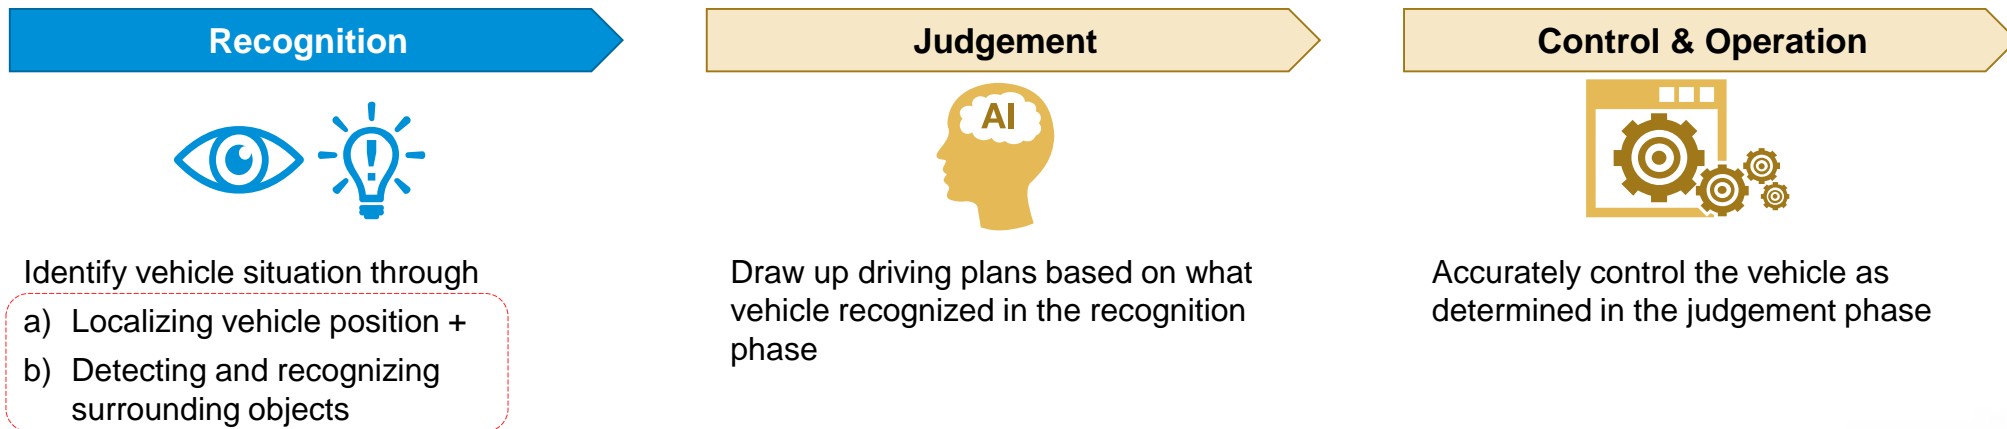 Recognition
Identify vehicle situation through
a) Localizing vehicle position +
b) Detecting and recognizing
surrounding objects
Judgement
AI
Draw up driving plans based on what
vehicle recognized in the recognition
phase
Control & Operation
Accurately control the vehicle as
determined in the judgement phase